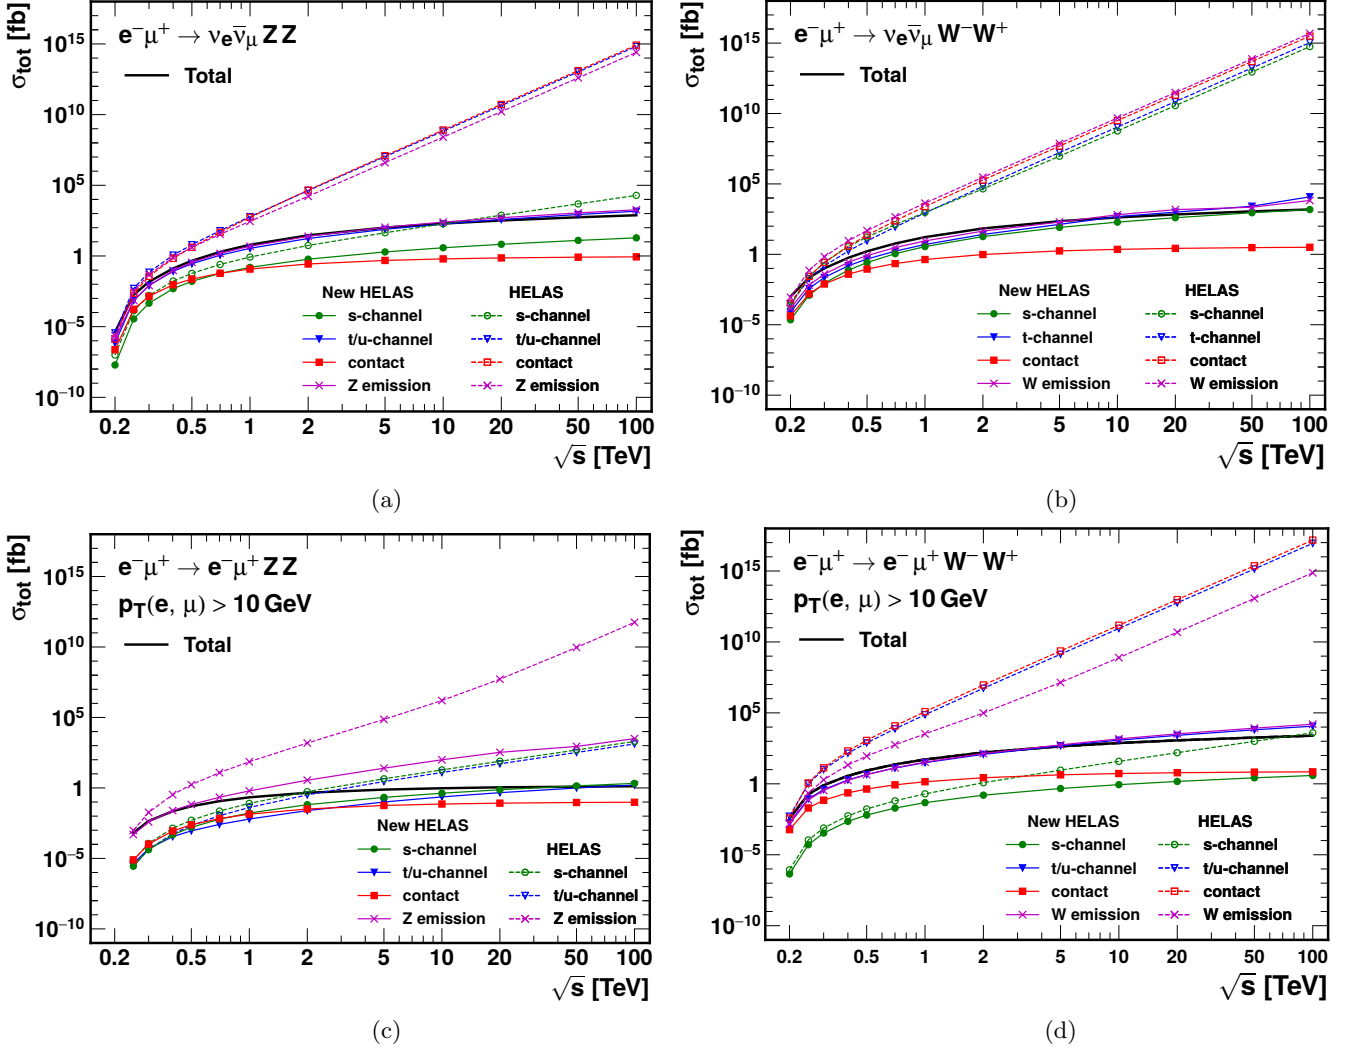 σtot [fb]
e⁻μ⁺ → νeν̄μ Z Z
Total
10¹⁵
10¹⁰
10⁵
1
10⁻⁵
10⁻¹⁰
New HELAS HELAS
s-channel s-channel
t/u-channel t/u-channel
contact contact
Z emission Z emission
0.2 0.5 1 2 5 10 20 50 100
√s [TeV]
(a)
σtot [fb]
e⁻μ⁺ → νeν̄μ W⁻W⁺
Total
10¹⁵
10¹⁰
10⁵
1
10⁻⁵
10⁻¹⁰
New HELAS HELAS
s-channel s-channel
t-channel t-channel
contact contact
W emission W emission
0.2 0.5 1 2 5 10 20 50 100
√s [TeV]
(b)
σtot [fb]
e⁻μ⁺ → e⁻μ⁺ Z Z
pT(e, μ) > 10 GeV
Total
10¹⁵
10¹⁰
10⁵
1
10⁻⁵
10⁻¹⁰
New HELAS
s-channel HELAS
t/u-channel s-channel
contact t/u-channel
Z emission Z emission
0.2 0.5 1 2 5 10 20 50 100
√s [TeV]
(c)
σtot [fb]
e⁻μ⁺ → e⁻μ⁺ W⁻W⁺
pT(e, μ) > 10 GeV
Total
10¹⁵
10¹⁰
10⁵
1
10⁻⁵
10⁻¹⁰
New HELAS HELAS
s-channel s-channel
t/u-channel t/u-channel
contact contact
W emission W emission
0.2 0.5 1 2 5 10 20 50 100
√s [TeV]
(d)